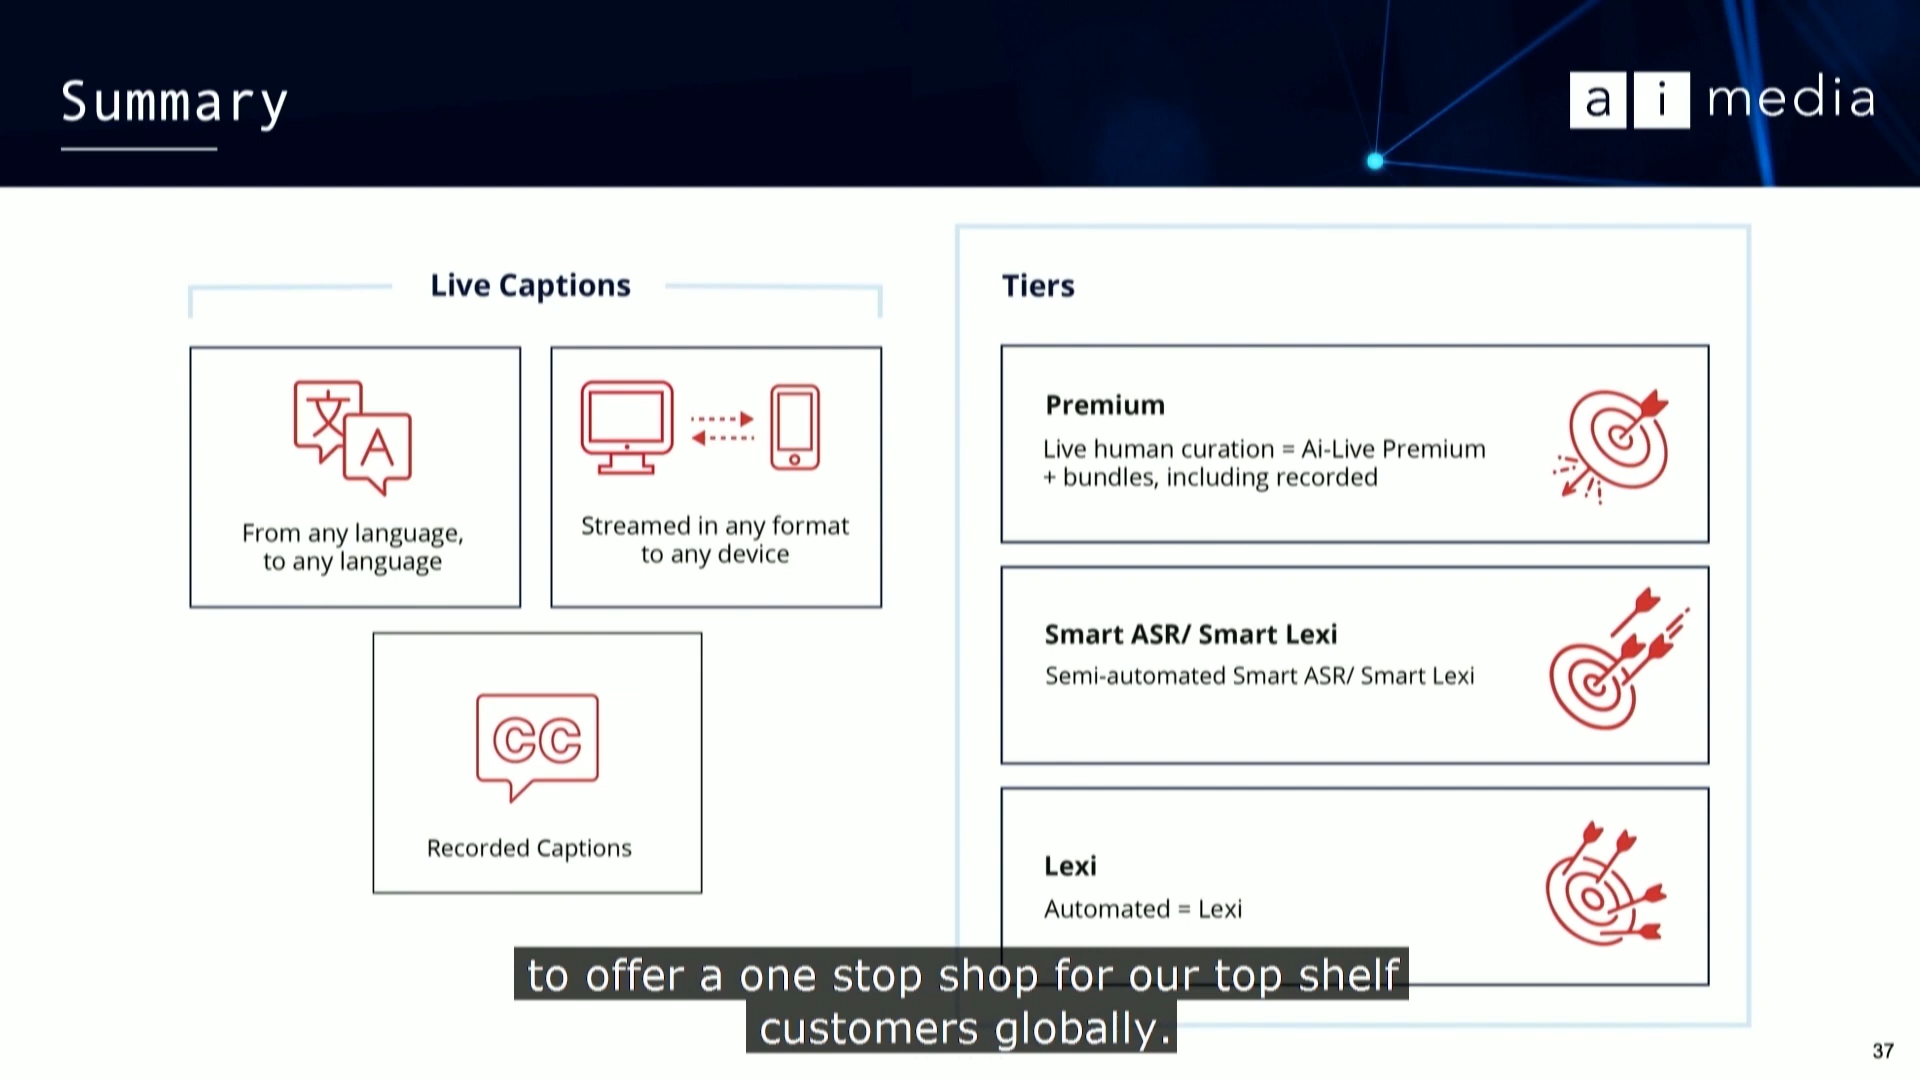 Summary
ai media
Live Captions
文 A
From any language,
to any language
Streamed in any format
to any device
CC
Recorded Captions
Tiers
Premium
Live human curation = Ai-Live Premium
+ bundles, including recorded
Smart ASR/ Smart Lexi
Semi-automated Smart ASR/ Smart Lexi
Lexi
Automated = Lexi
to offer a one stop shop for our top shelf
customers globally.
37